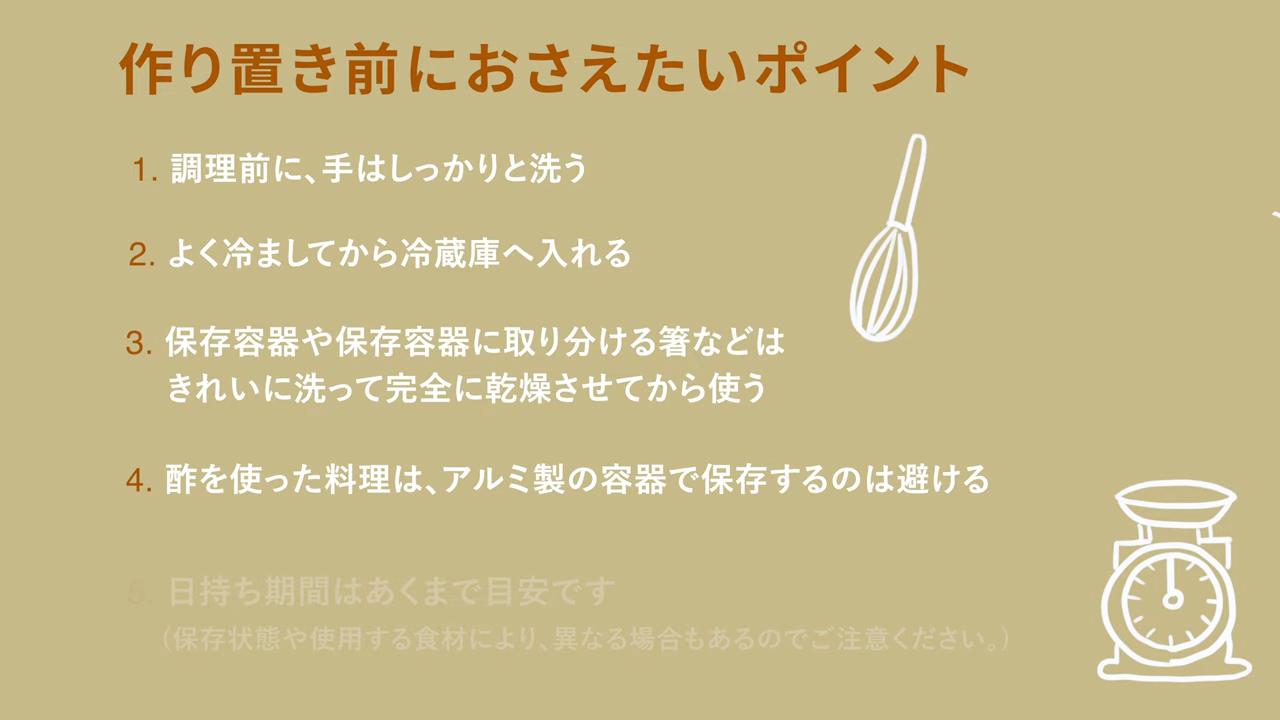 作り置き前におさえたいポイント
1. 調理前に、手はしっかりと洗う
2. よく冷ましてから冷蔵庫へ入れる
3. 保存容器や保存容器に取り分ける箸などは
きれいに洗って完全に乾燥させてから使う
4. 酢を使った料理は、アルミ製の容器で保存するのは避ける
5. 日持ち期間はあくまで目安です
(保存状態や使用する食材により、異なる場合もあるのでご注意ください。)